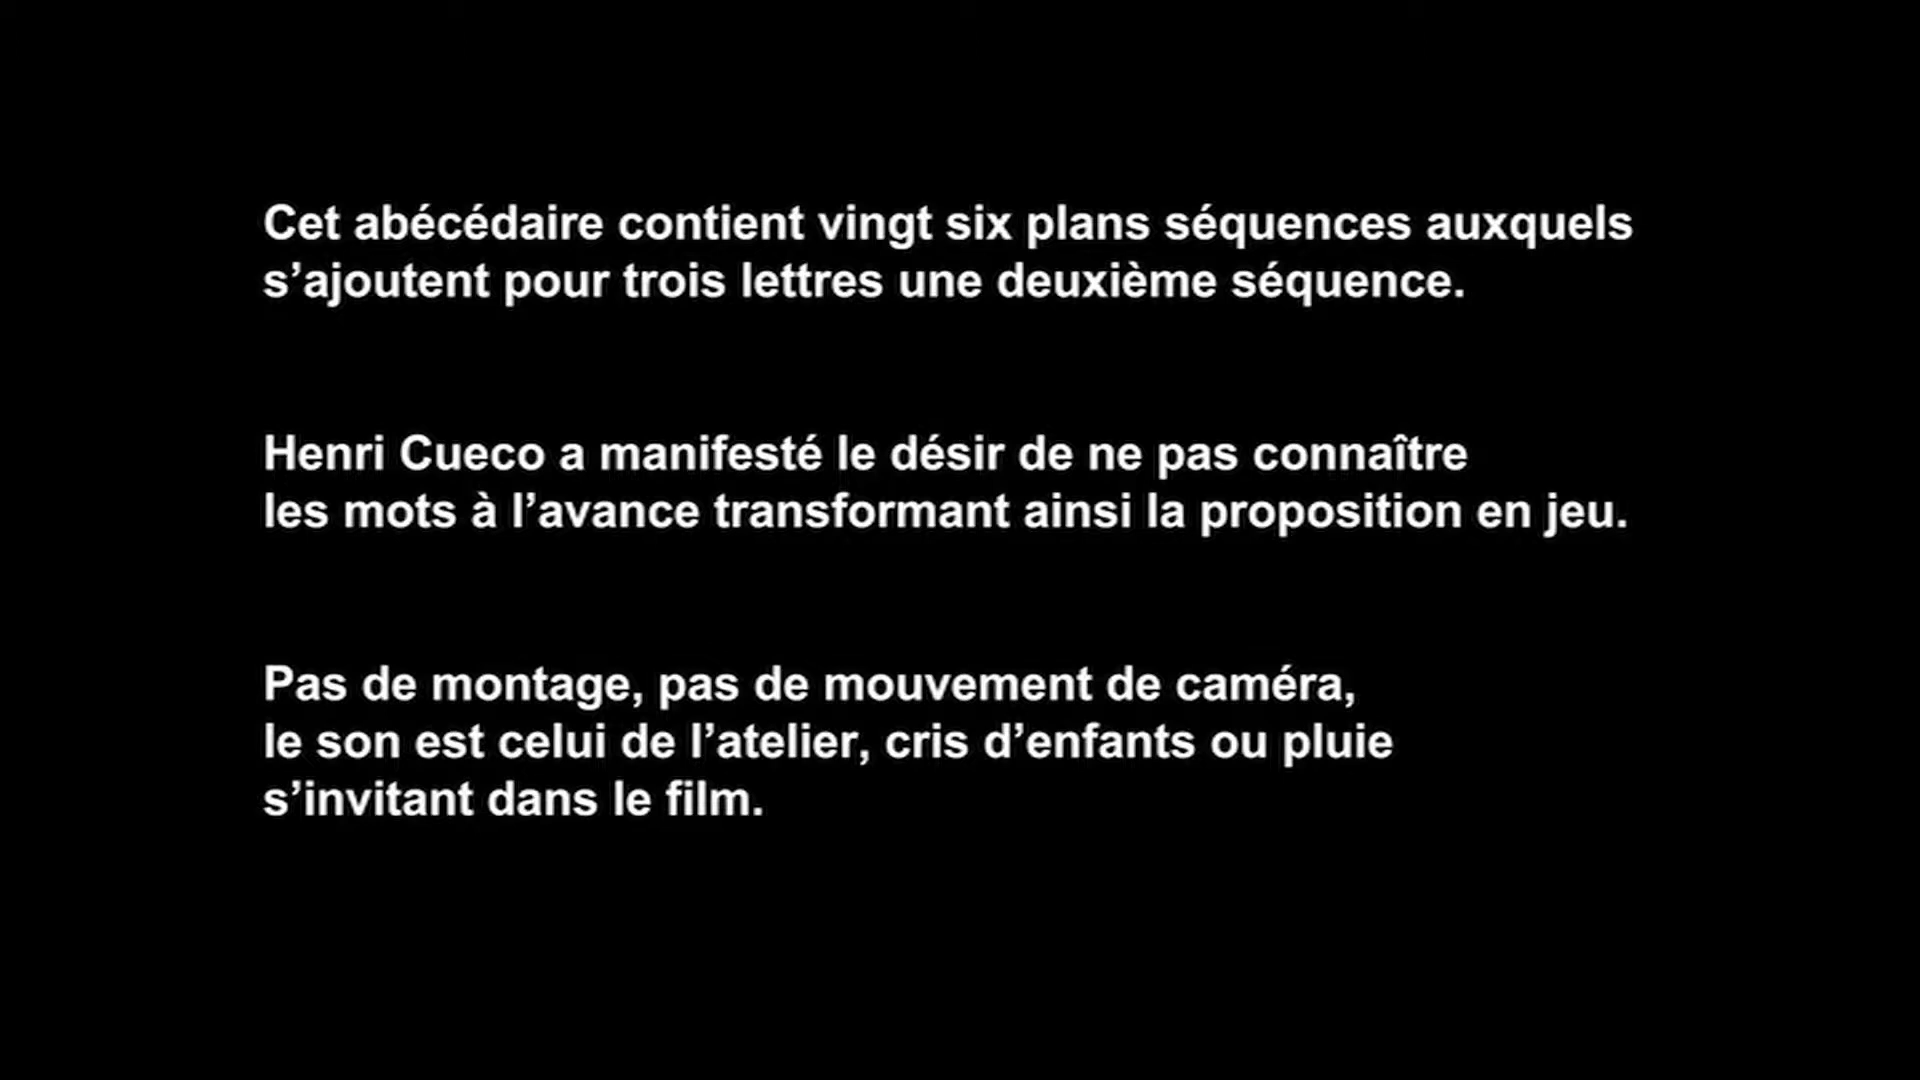 Cet abécédaire contient vingt six plans séquences auxquels
s’ajoutent pour trois lettres une deuxième séquence.
Henri Cueco a manifesté le désir de ne pas connaître
les mots à l’avance transformant ainsi la proposition en jeu.
Pas de montage, pas de mouvement de caméra,
le son est celui de l’atelier, cris d’enfants ou pluie
s’invitant dans le film.